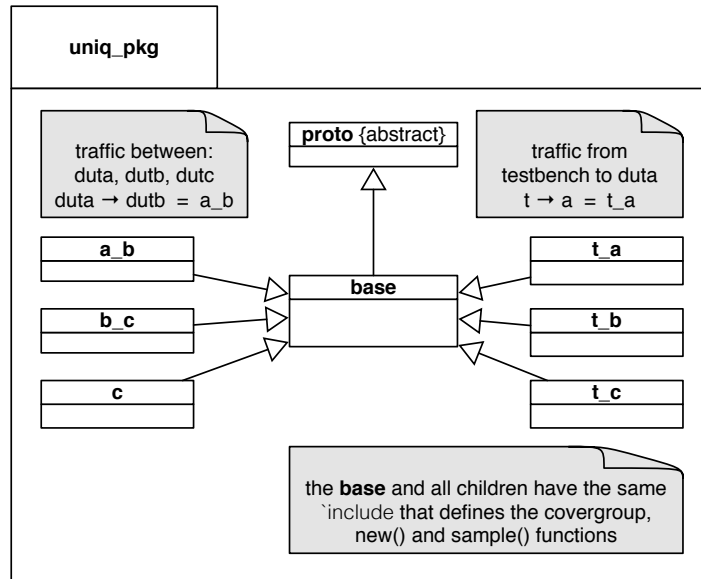 uniq_pkg
traffic between:
duta, dutb, dutc
duta → dutb = a_b
proto {abstract}
traffic from
testbench to duta
t → a = t_a
a_b
base
t_a
b_c
t_b
c
t_c
the base and all children have the same
`include that defines the covergroup,
new() and sample() functions